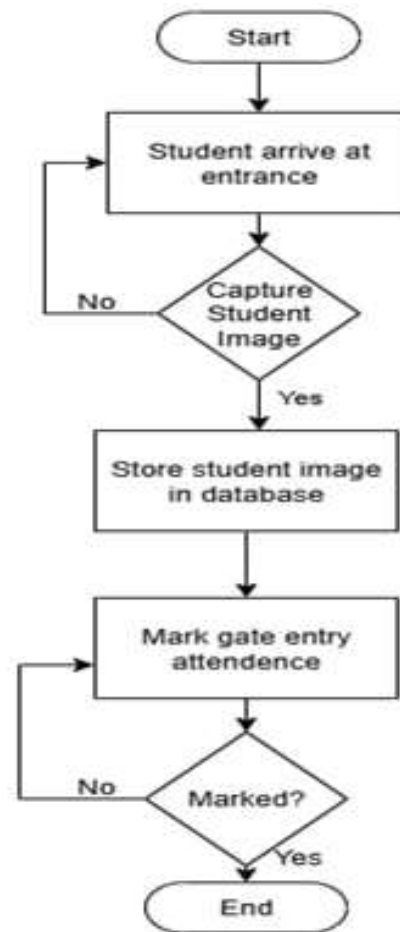 Start
Student arrive at
entrance
No
Capture
Student
Image
Yes
Store student image
in database
Mark gate entry
attendence
No
Marked?
Yes
End